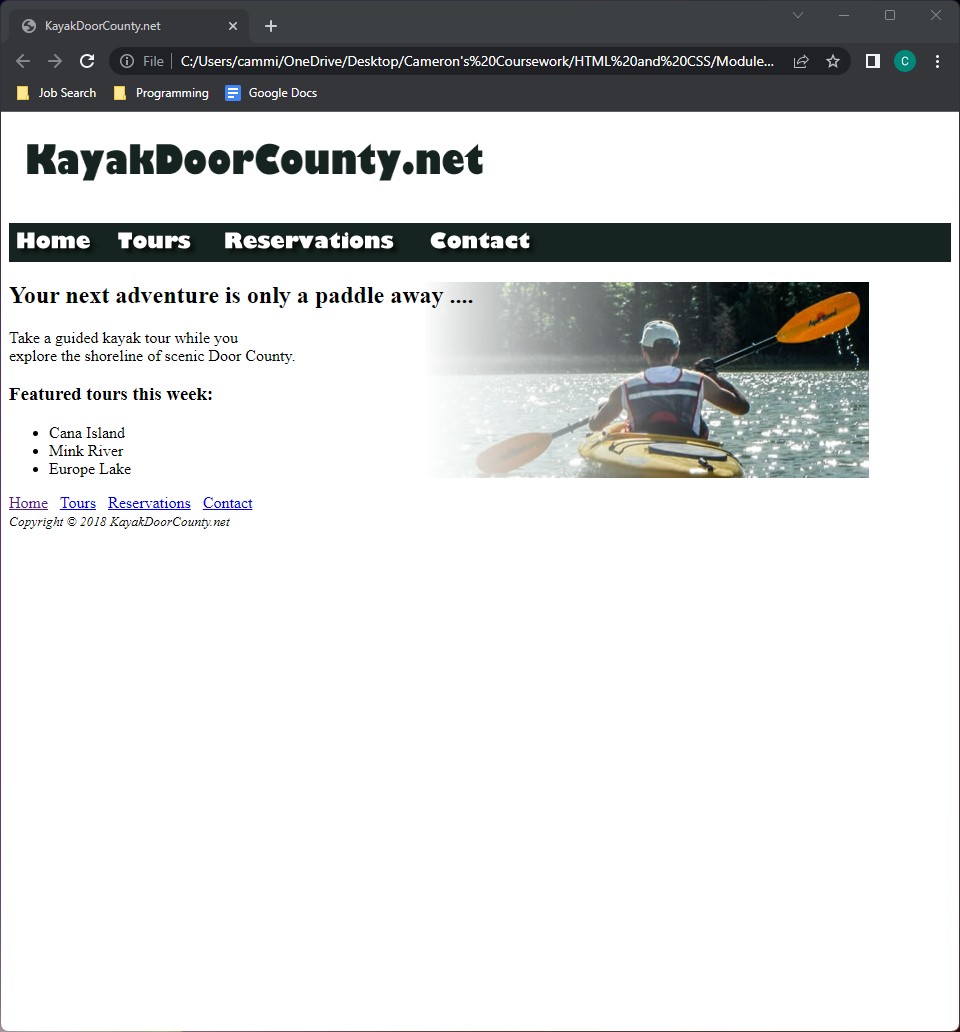 KayakDoorCounty.net
File C:/Users/cammi/OneDrive/Desktop/Cameron's%20Coursework/HTML%20and%20CSS/Module...
C
Job Search Programming Google Docs
KayakDoorCounty.net
Home Tours Reservations Contact
Your next adventure is only a paddle away ....
Take a guided kayak tour while you
explore the shoreline of scenic Door County.
Featured tours this week:
• Cana Island
• Mink River
• Europe Lake
Home Tours Reservations Contact
Copyright © 2018 KayakDoorCounty.net